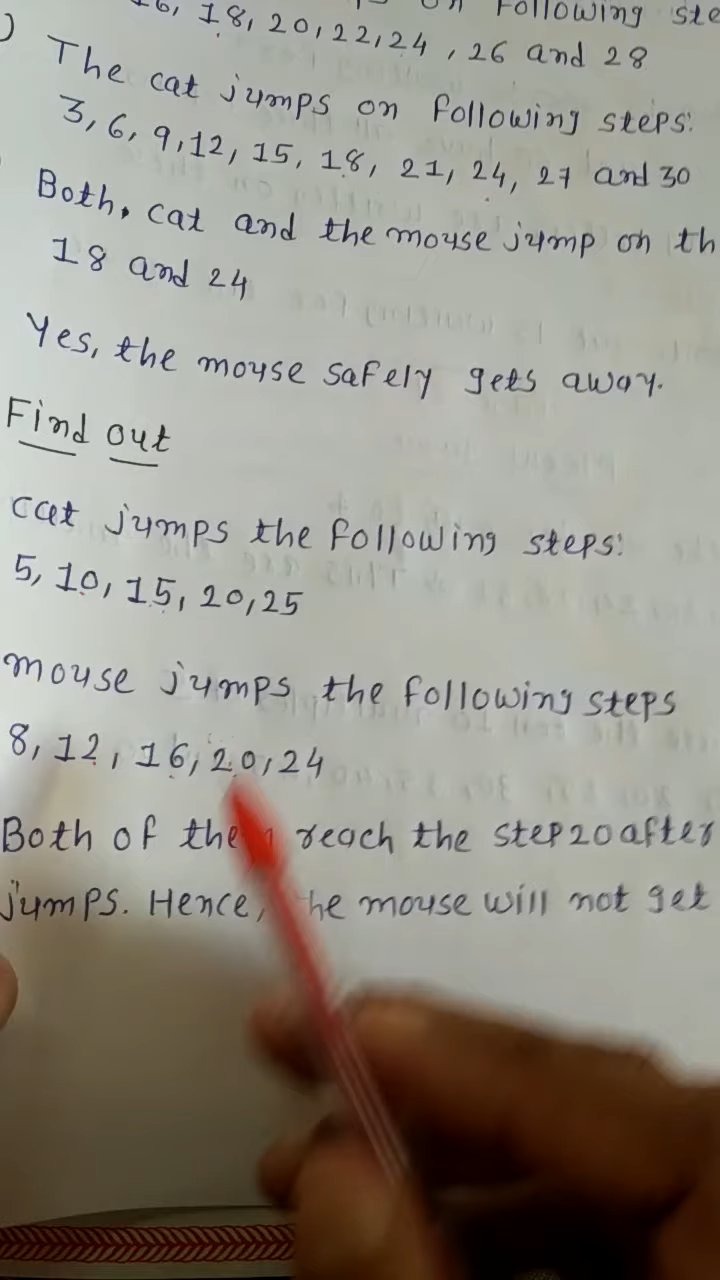 16, 18, 20, 22, 24, 26 and 28
The cat jumps on following steps:
3, 6, 9, 12, 15, 18, 21, 24, 27 and 30
Both, cat and the mouse jump on th
18 and 24
Yes, the mouse safely gets away.
Find out
cat jumps the following steps:
5, 10, 15, 20, 25
mouse jumps the following steps
8, 12, 16, 20, 24
Both of reach the step 20 after
jumps. Hence, mouse will not get